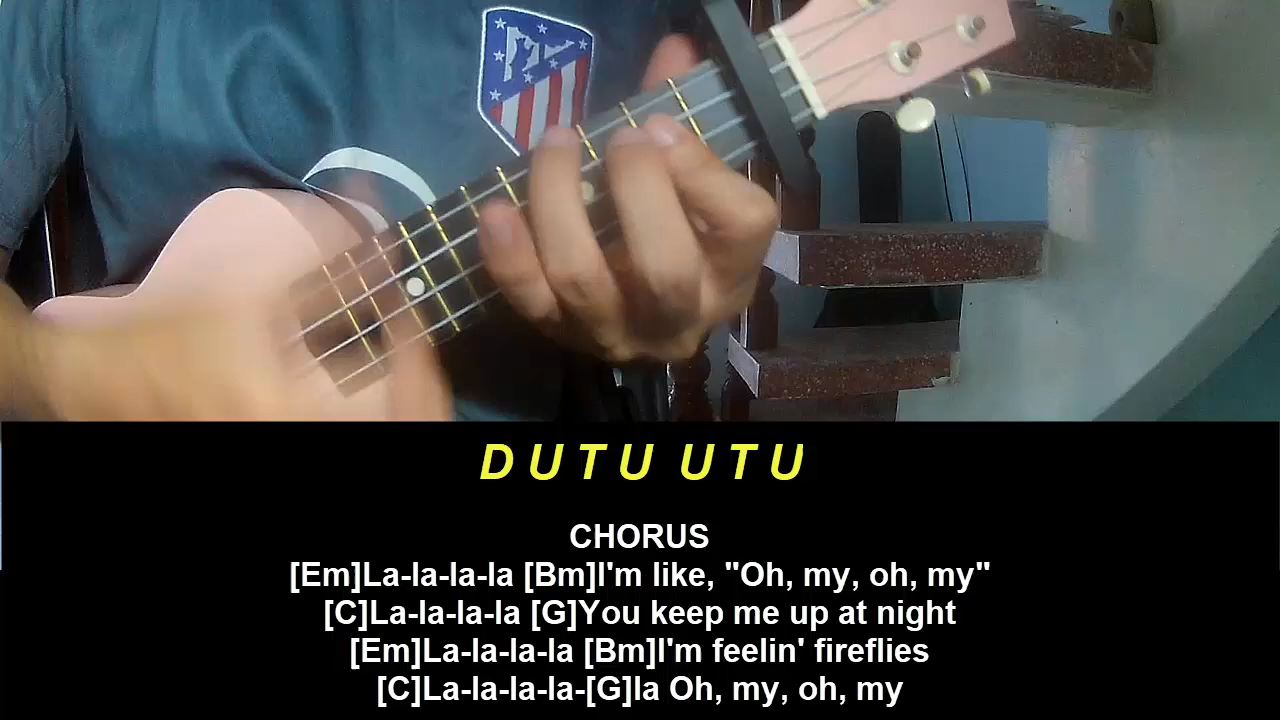 D U T U U T U
CHORUS
[Em]La-la-la-la [Bm]I'm like, "Oh, my, oh, my"
[C]La-la-la-la [G]You keep me up at night
[Em]La-la-la-la [Bm]I'm feelin' fireflies
[C]La-la-la-la-[G]la Oh, my, oh, my